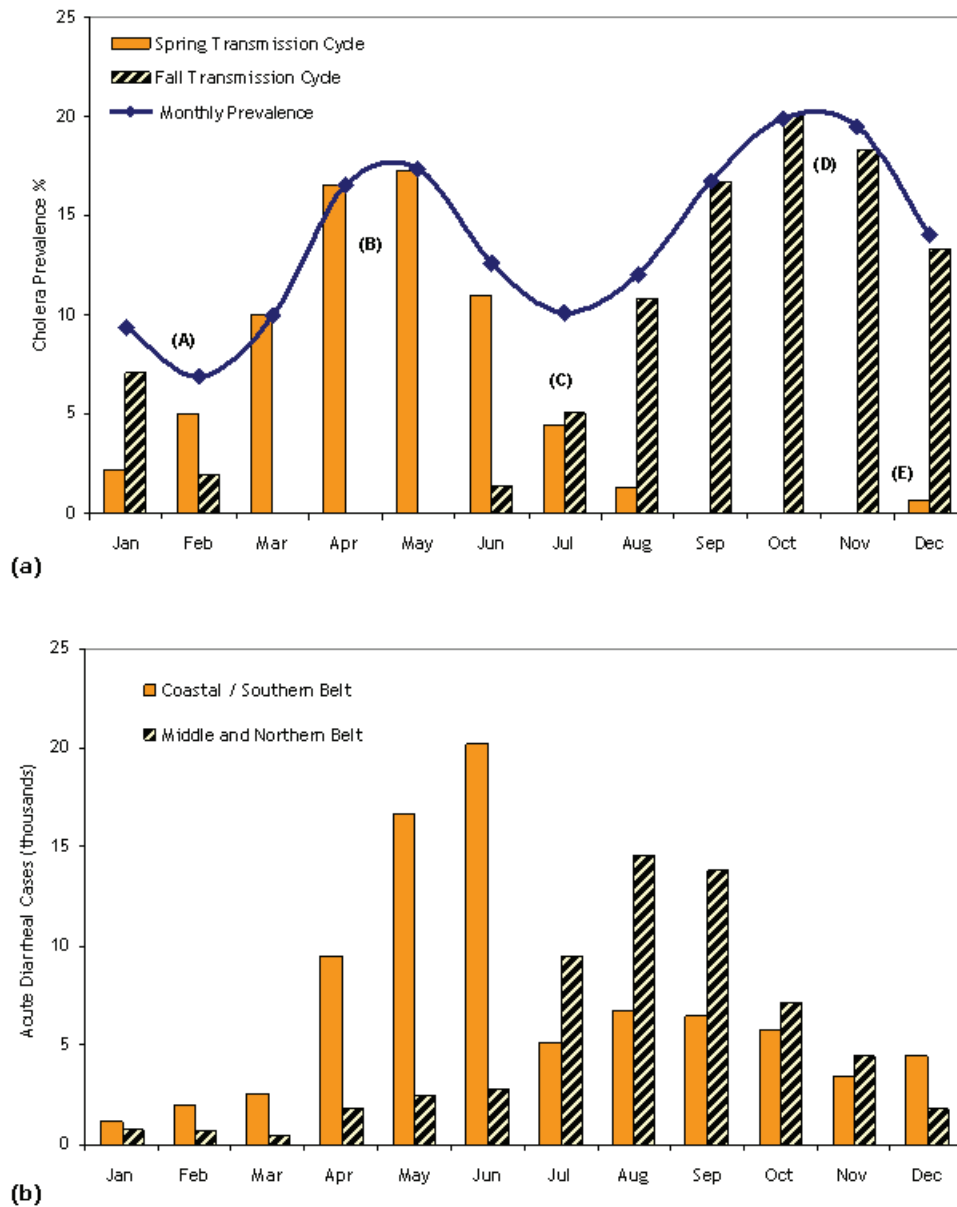 25
20
15
10
5
0
Cholera Prevalence %
Spring Transmission Cycle
Fall Transmission Cycle
Monthly Prevalence
(A)
(B)
(C)
(D)
(E)
Jan Feb Mar Apr May Jun Jul Aug Sep Oct Nov Dec
(a)
25
20
15
10
5
0
Acute Diarrheal Cases (thousands)
Coastal / Southern Belt
Middle and Northern Belt
Jan Feb Mar Apr May Jun Jul Aug Sep Oct Nov Dec
(b)